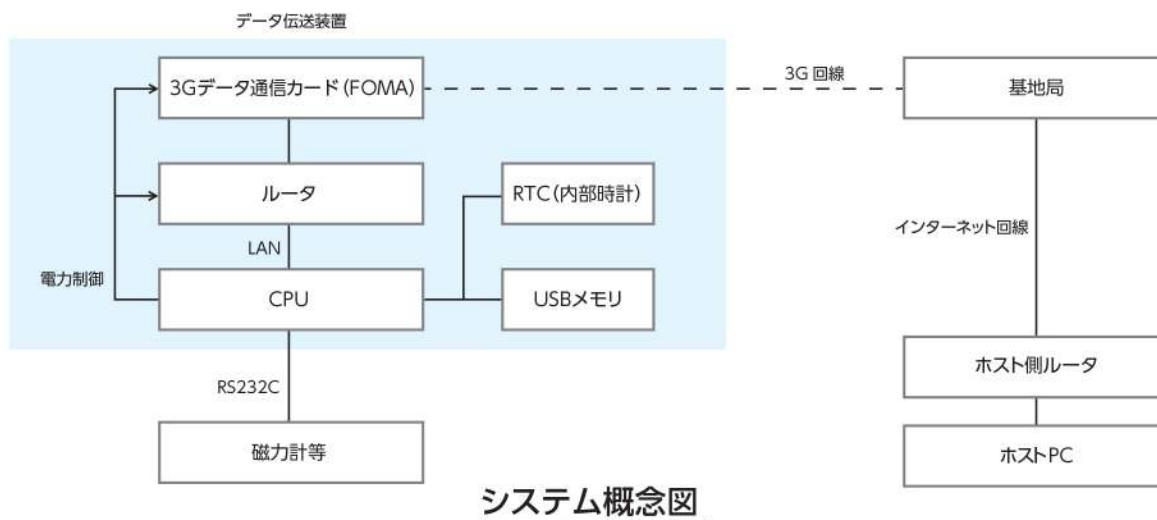 データ伝送装置
3Gデータ通信カード(FOMA)
3G 回線
基地局
ルータ
RTC(内部時計)
LAN
インターネット回線
電力制御
CPU
USBメモリ
RS232C
ホスト側ルータ
磁力計等
ホストPC
システム概念図